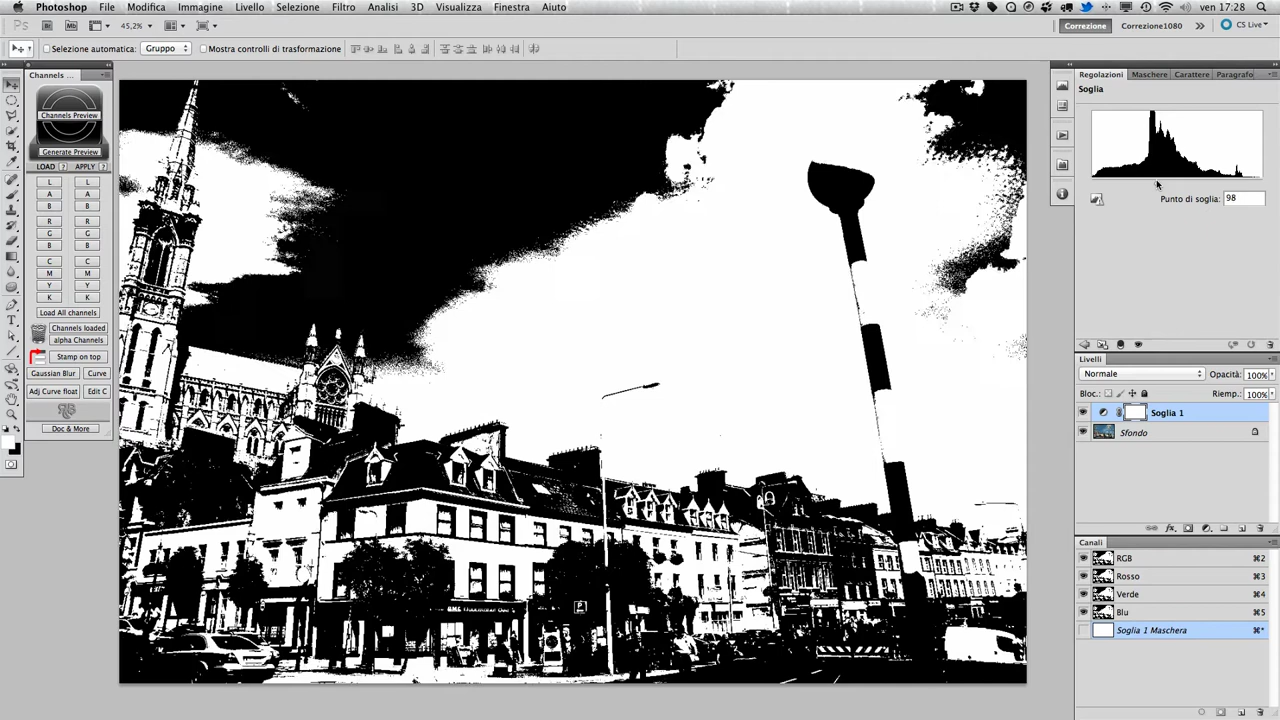 Photoshop File Modifica Immagine Livello Selezione Filtro Analisi 3D Visualizza Finestra Aiuto ven 17:28
Ps Br Mb 45,2% Correzione Correzione1080 CS Live
Selezione automatica: Gruppo Mostra controlli di trasformazione
Channels ...
Channels Preview
Generate Preview
LOAD ? APPLY ?
L L
A A
B B
R R
G G
B B
C C
M M
Y Y
K K
Load All channels
Channels loaded
alpha Channels
Stamp on top
Gaussian Blur Curve
Adj Curve float Edit C
Doc & More
P
Regolazioni Maschere Carattere Paragrafo
Soglia
Punto di soglia: 98
Livelli
Normale Opacità: 100%
Bloc.: Riemp.: 100%
Soglia 1
Sfondo
Canali
RGB ⌘2
Rosso ⌘3
Verde ⌘4
Blu ⌘5
Soglia 1 Maschera ⌘*